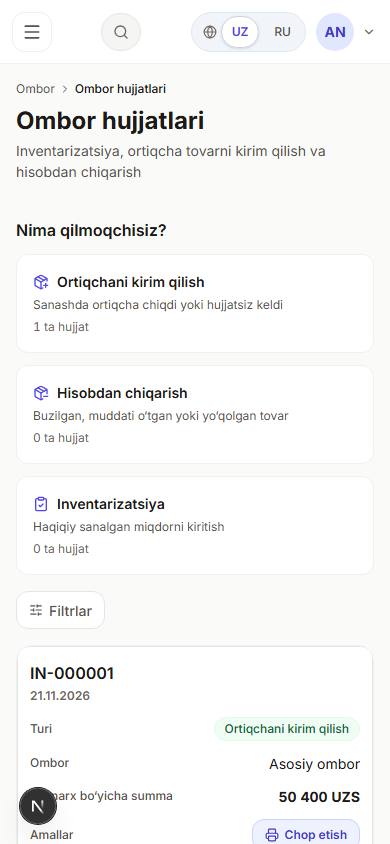 UZ
RU
AN
Ombor > Ombor hujjatlari
Ombor hujjatlari
Inventarizatsiya, ortiqcha tovarni kirim qilish va
hisobdan chiqarish
Nima qilmoqchisiz?
Ortiqchani kirim qilish
Sanashda ortiqcha chiqdi yoki hujjatsiz keldi
1 ta hujjat
Hisobdan chiqarish
Buzilgan, muddati o‘tgan yoki yo‘qolgan tovar
0 ta hujjat
Inventarizatsiya
Haqiqiy sanalgan miqdorni kiritish
0 ta hujjat
Filtrlar
IN-000001
21.11.2026
Turi
Ortiqchani kirim qilish
Ombor
Asosiy ombor
bo‘yicha summa
50 400 UZS
N
Amallar
Chop etish